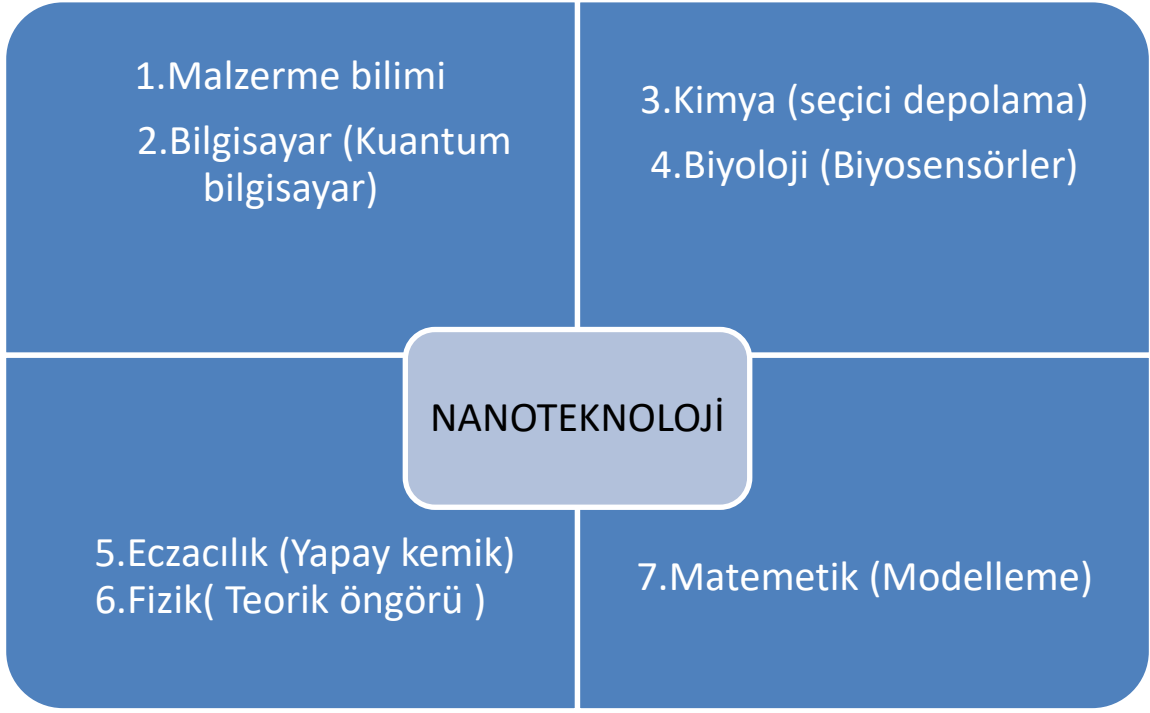 1.Malzerme bilimi
2.Bilgisayar (Kuantum
bilgisayar)
3.Kimya (seçici depolama)
4.Biyoloji (Biyosensörler)
NANOTEKNOLOJİ
5.Eczacılık (Yapay kemik)
6.Fizik( Teorik öngörü )
7.Matemetik (Modelleme)